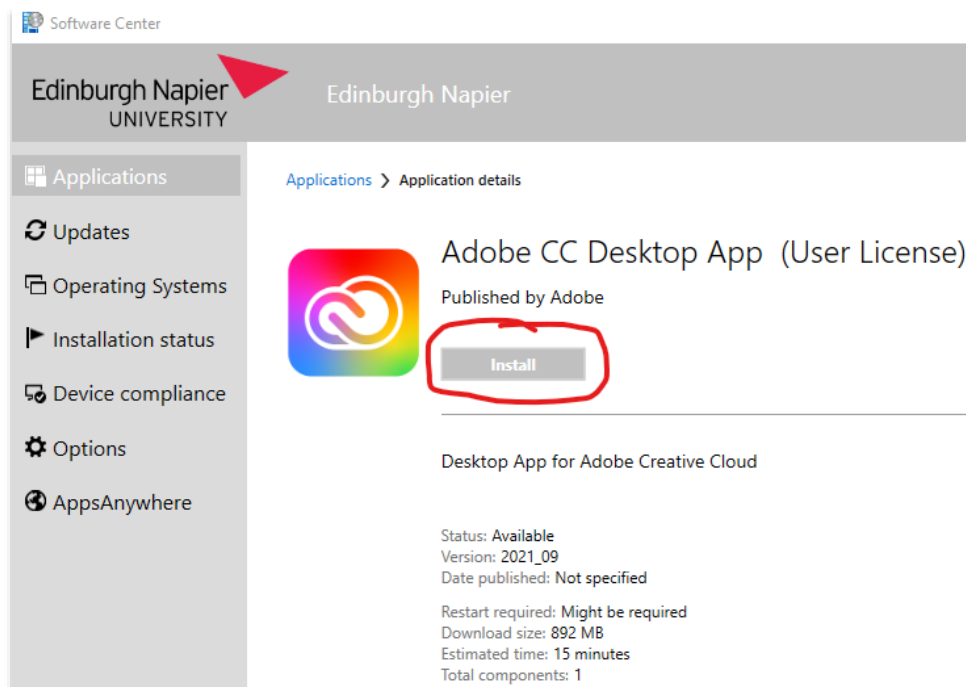 Software Center
Edinburgh Napier
UNIVERSITY
Edinburgh Napier
Applications
Updates
Operating Systems
Installation status
Device compliance
Options
AppsAnywhere
Applications ❯ Application details
Adobe CC Desktop App (User License)
Published by Adobe
Install
Desktop App for Adobe Creative Cloud
Status: Available
Version: 2021_09
Date published: Not specified
Restart required: Might be required
Download size: 892 MB
Estimated time: 15 minutes
Total components: 1